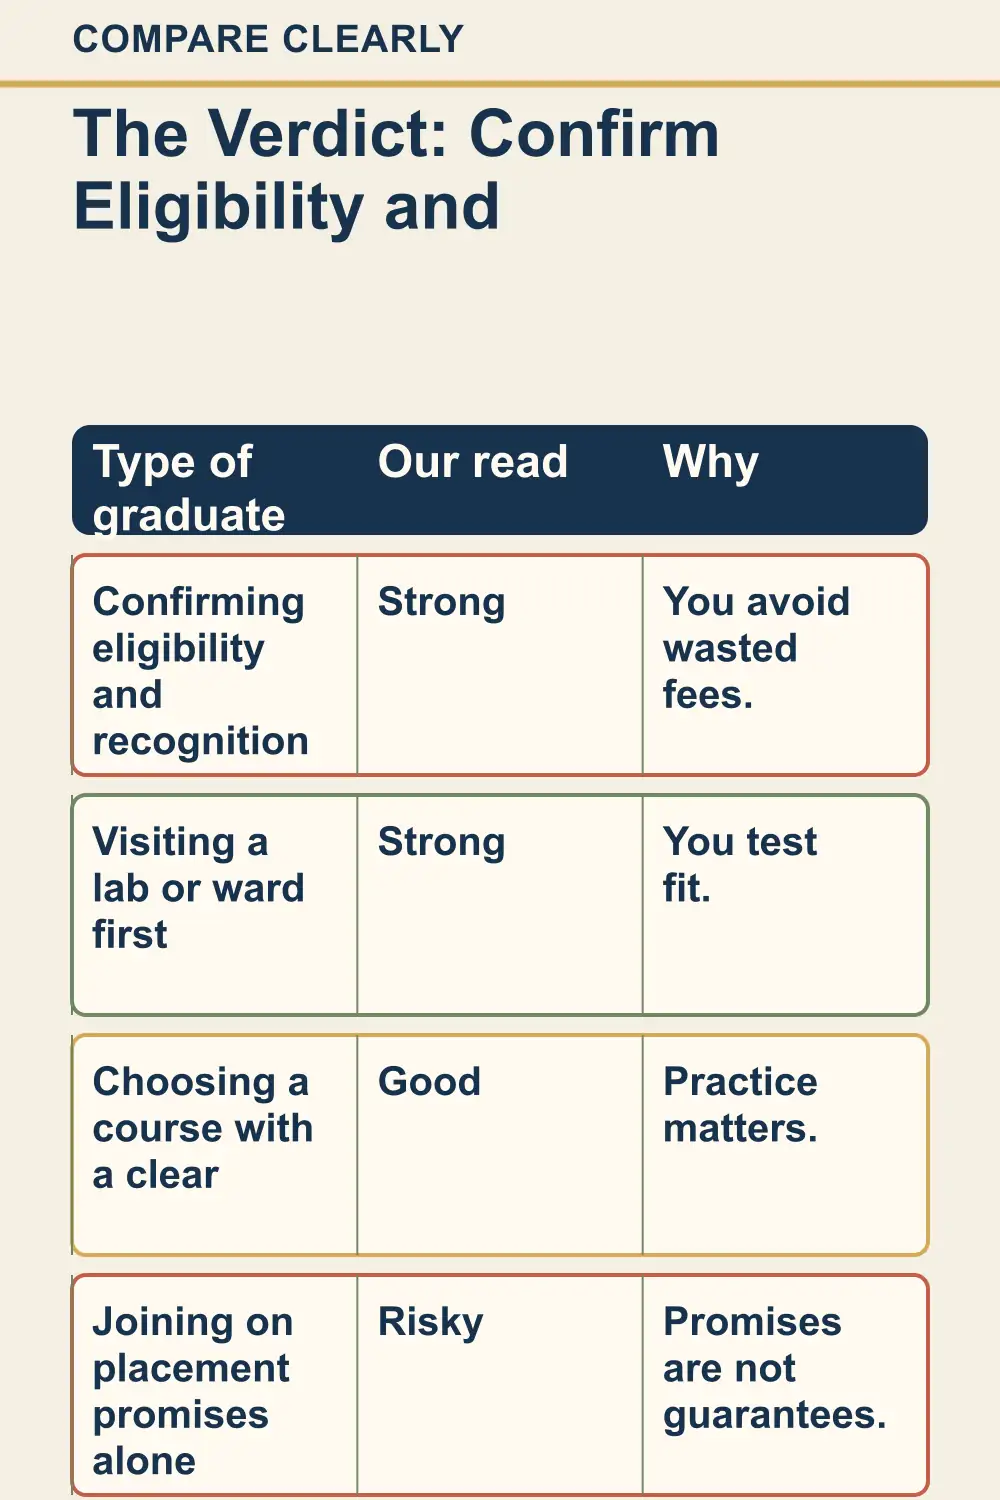 COMPARE CLEARLY
The Verdict: Confirm
Eligibility and
Type of
graduate
Our read
Why
Confirming
eligibility
and
recognition
Strong
You avoid
wasted
fees.
Visiting a
lab or ward
first
Strong
You test
fit.
Choosing a
course with
a clear
Good
Practice
matters.
Joining on
placement
promises
alone
Risky
Promises
are not
guarantees.